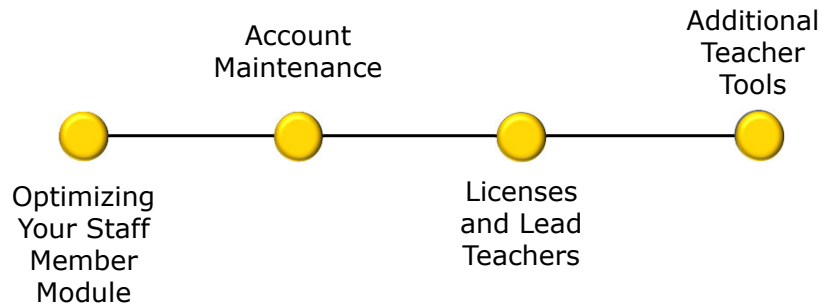 Optimizing
Your Staff
Member
Module
Account
Maintenance
Licenses
and Lead
Teachers
Additional
Teacher
Tools